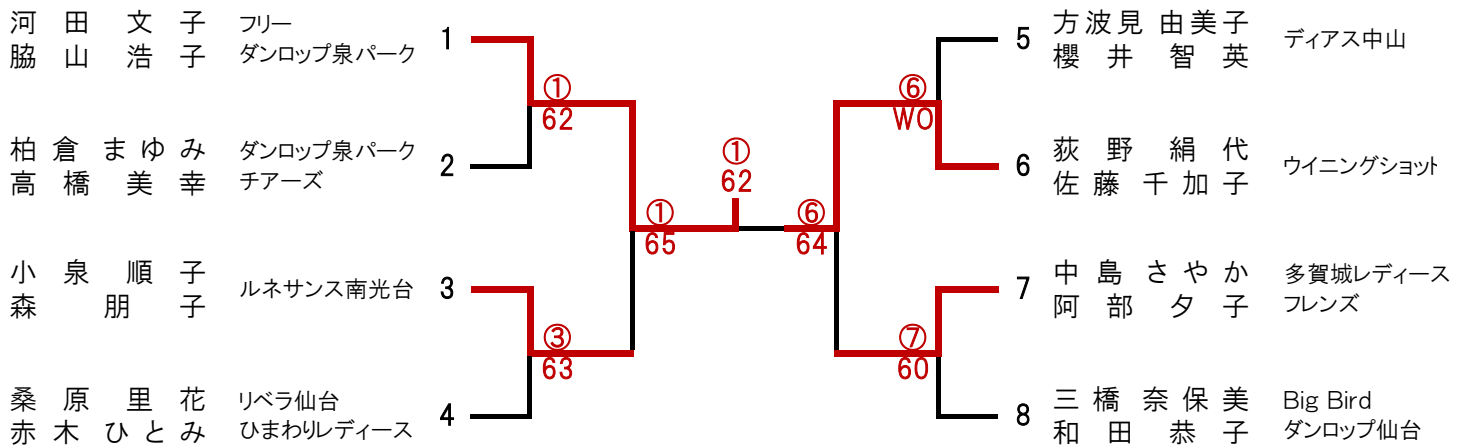 河田文子 フリー
脇山浩子 ダンロップ泉パーク
1
柏倉まゆみ ダンロップ泉パーク
高橋美幸 チアーズ
2
小泉順子
森朋子
ルネサンス南光台
3
桑原里花 リベラ仙台
赤木ひとみ ひまわりレディース
4
①
62
③
63
①
65
①
62
⑥
64
⑥
WO
⑦
60
5
方波見由美子
櫻井智英
ディアス中山
6
荻野絹代
佐藤千加子
ウイニングショット
7
中島さやか 多賀城レディース
阿部夕子 フレンズ
8
三橋奈保美 Big Bird
和田恭子 ダンロップ仙台